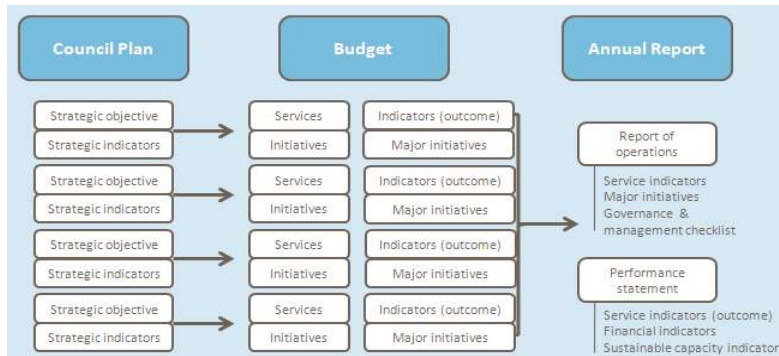 Council Plan
Budget
Annual Report
Strategic objective
Strategic indicators
Services
Initiatives
Indicators (outcome)
Major initiatives
Strategic objective
Strategic indicators
Services
Initiatives
Indicators (outcome)
Major initiatives
Strategic objective
Strategic indicators
Services
Initiatives
Indicators (outcome)
Major initiatives
Strategic objective
Strategic indicators
Services
Initiatives
Indicators (outcome)
Major initiatives
Report of
operations
Service indicators
Major initiatives
Governance &
management checklist
Performance
statement
Service indicators (outcome)
Financial indicators
Sustainable capacity indicator